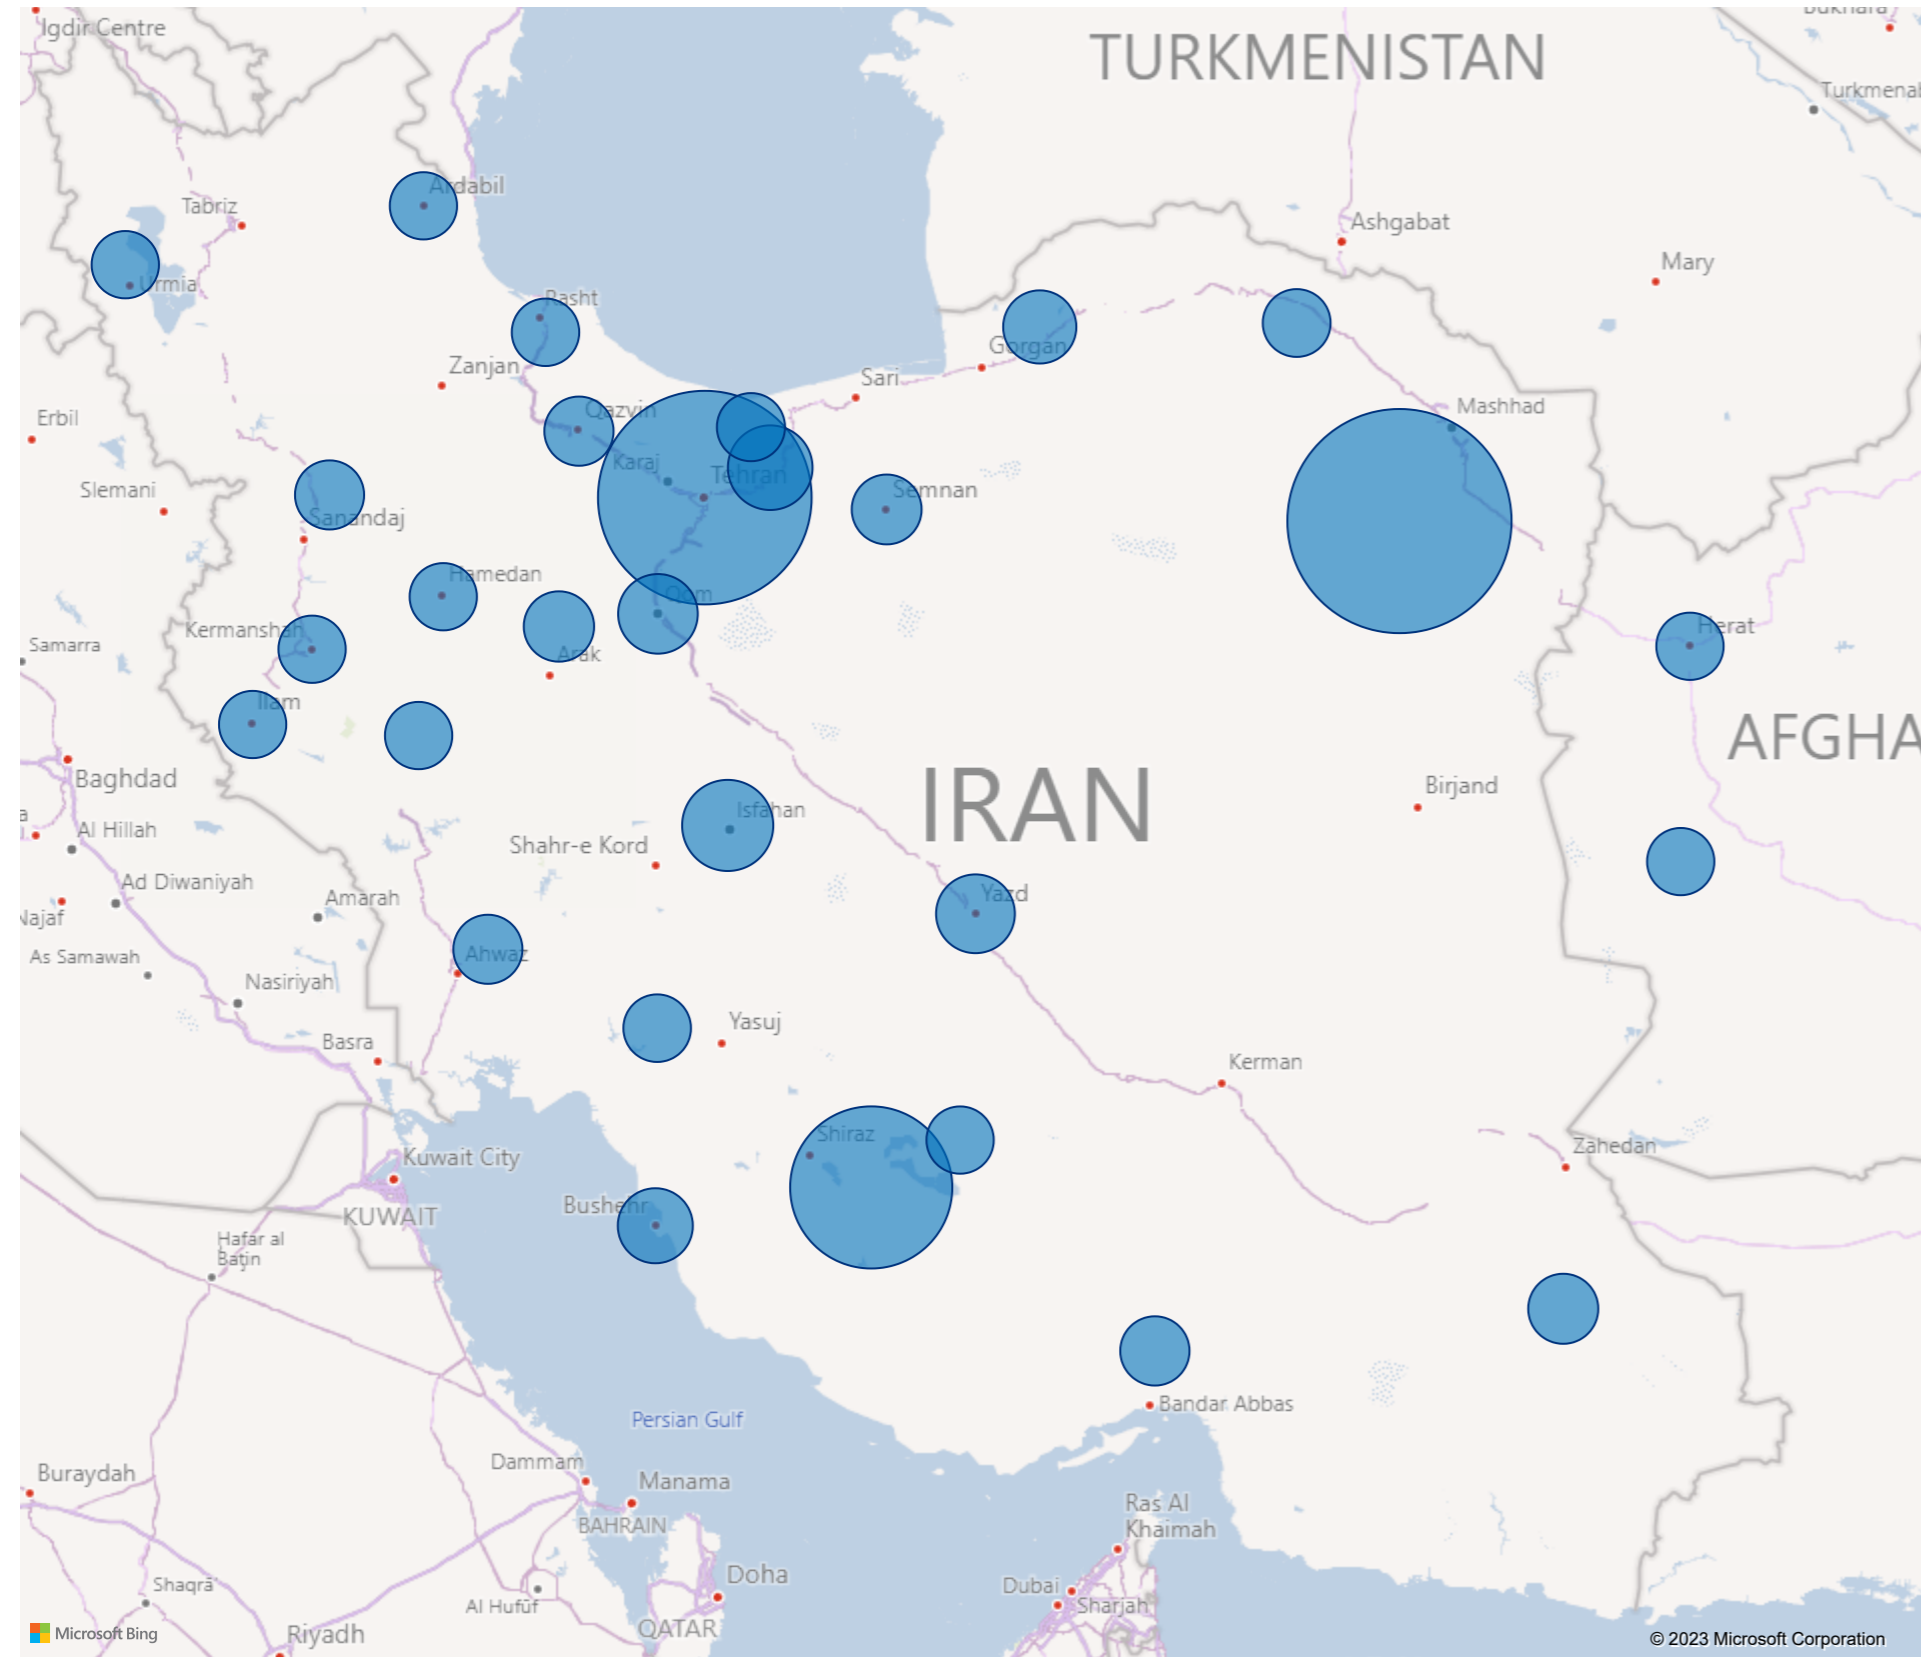 Bukhara
Igdir Centre
TURKMENISTAN
Ardabil
Tabriz
Ashgabat
Mary
Urmia
Rasht
Gorgan
Zanjan
Sari
Erbil
Qazvin
Mashhad
Karaj
Tehran
Slemani
Semnan
Sanandaj
Hamedan
Qom
Kermanshah
Herat
Samarra
Arak
Ilam
AFGHA
IRAN
Baghdad
Birjand
Isfahan
Al Hillah
Shahr-e Kord
Ad Diwaniyah
Amarah
Yazd
Najaf
As Samawah
Ahwaz
Nasiriyah
Yasuj
Basra
Kerman
Shiraz
Zahedan
Kuwait City
Bushehr
KUWAIT
Hafar al
Baţin
Bandar Abbas
Persian Gulf
Dammam
Buraydah
Manama
Ras Al
Khaimah
BAHRAIN
Doha
Shaqrā'
Dubai
Al Hufūf
Sharjah
QATAR
Microsoft Bing
Riyadh
© 2023 Microsoft Corporation